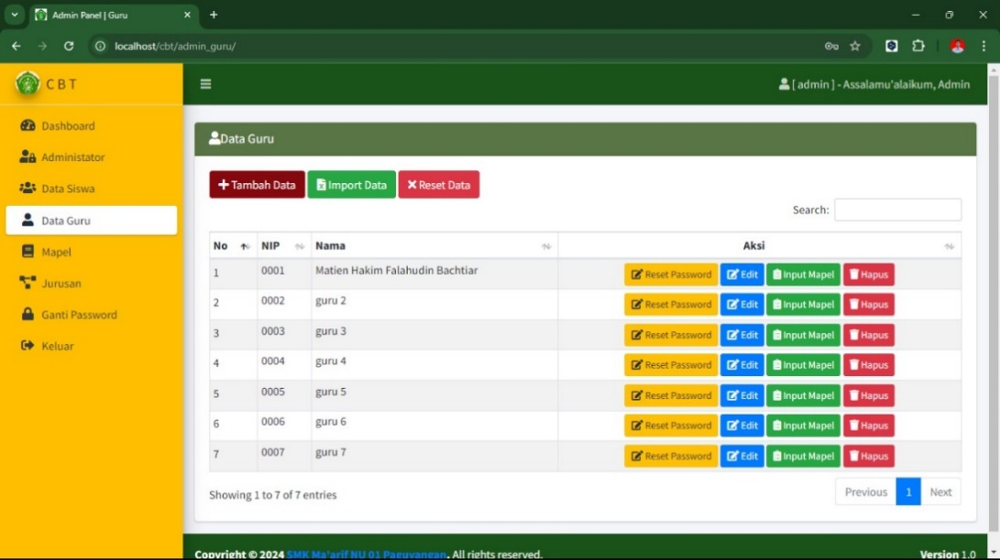 Admin Panel | Guru
localhost/cbt/admin_guru/
CBT
[ admin ] - Assalamu'alaikum, Admin
Dashboard
Administator
Data Siswa
Data Guru
Mapel
Jurusan
Ganti Password
Keluar
Data Guru
Tambah Data Import Data Reset Data
Search:
No NIP Nama Aksi
1 0001 Matien Hakim Falahudin Bachtiar Reset Password Edit Input Mapel Hapus
2 0002 guru 2 Reset Password Edit Input Mapel Hapus
3 0003 guru 3 Reset Password Edit Input Mapel Hapus
4 0004 guru 4 Reset Password Edit Input Mapel Hapus
5 0005 guru 5 Reset Password Edit Input Mapel Hapus
6 0006 guru 6 Reset Password Edit Input Mapel Hapus
7 0007 guru 7 Reset Password Edit Input Mapel Hapus
Showing 1 to 7 of 7 entries
Previous 1 Next
Copyright © 2024 SMK Ma'arif NU 01 Paguyangan. All rights reserved. Version 1.0